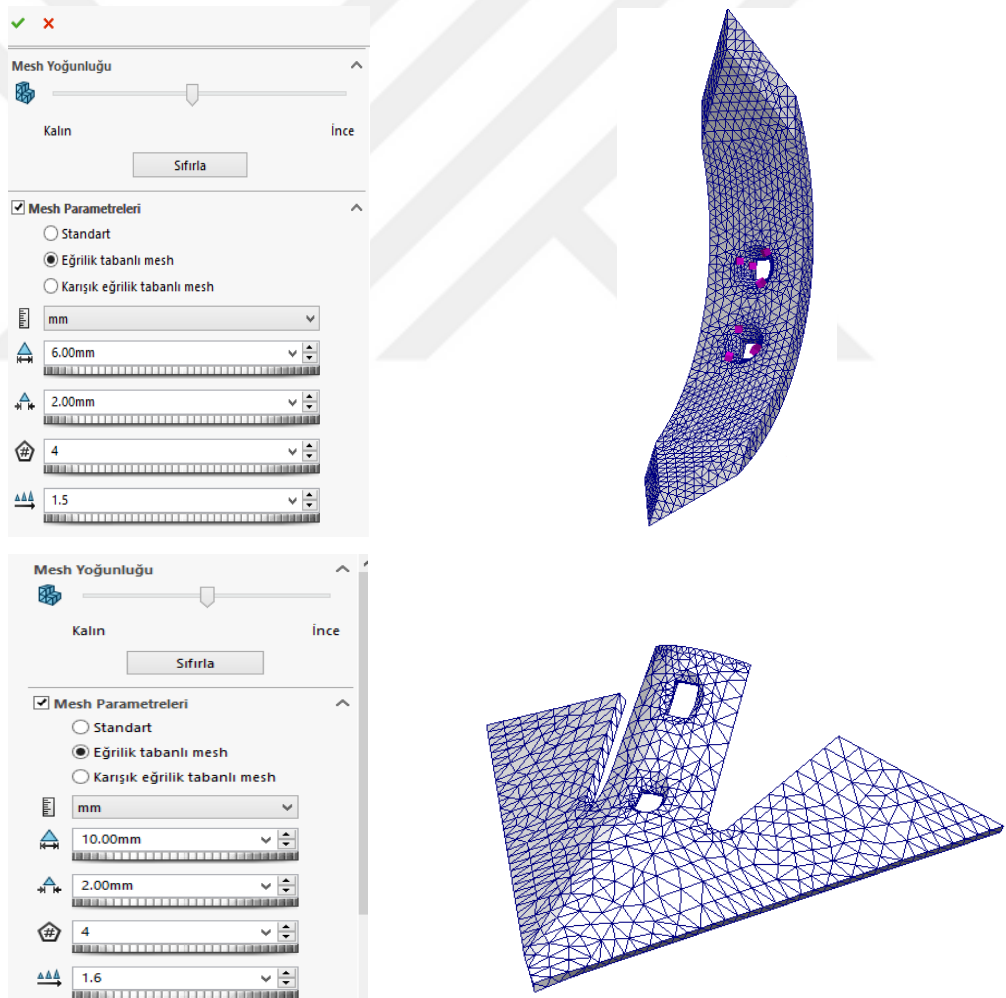 Mesh Yoğunluğu
Kalın İnce
Sıfırla
Mesh Parametreleri
Standart
Eğrilik tabanlı mesh
Karışık eğrilik tabanlı mesh
mm
6.00mm
2.00mm
4
1.5
Mesh Yoğunluğu
Kalın İnce
Sıfırla
Mesh Parametreleri
Standart
Eğrilik tabanlı mesh
Karışık eğrilik tabanlı mesh
mm
10.00mm
2.00mm
4
1.6